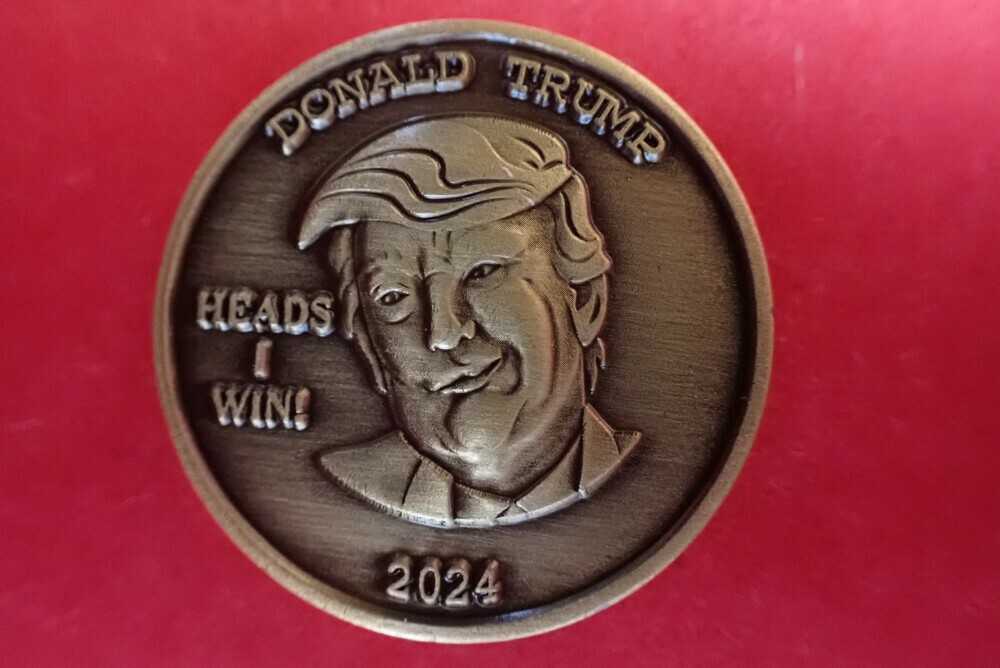 DONALD TRUMP
HEADS
I
WIN!
2024